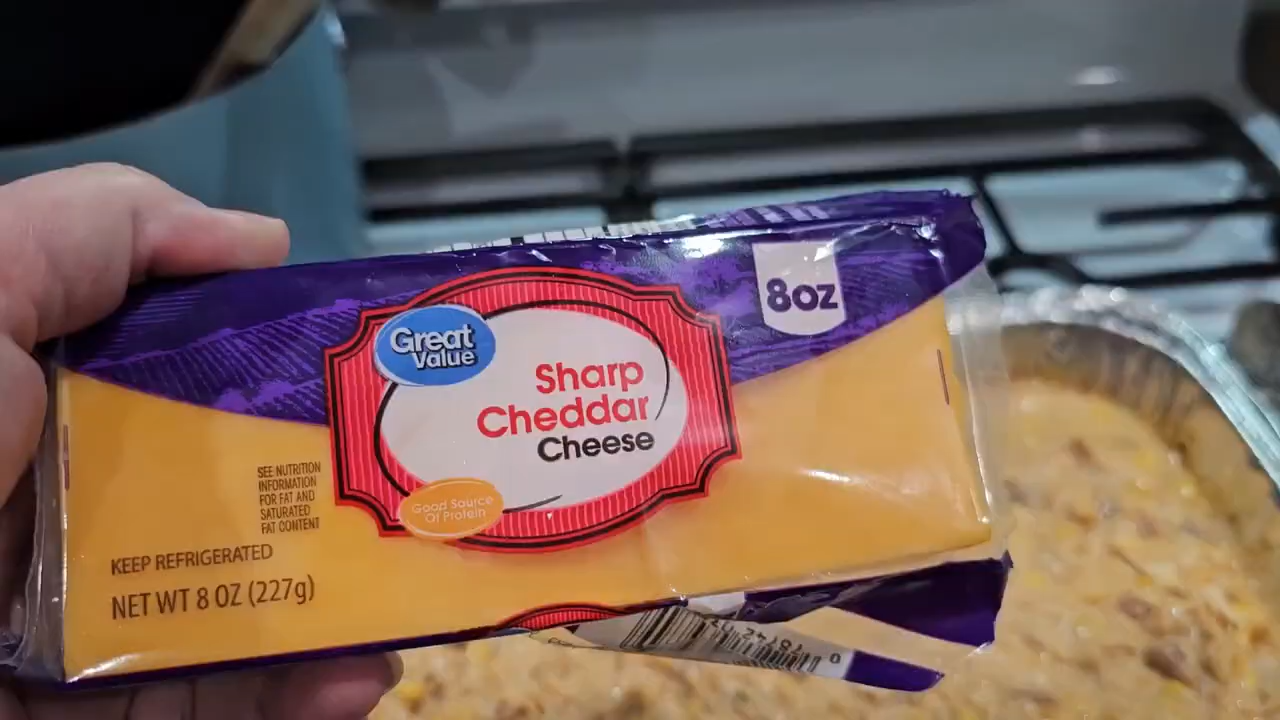 8oz
Great
Value
Sharp
Cheddar
Cheese
Good Source
Of Protein
SEE NUTRITION
INFORMATION
FOR FAT AND
SATURATED
FAT CONTENT
KEEP REFRIGERATED
NET WT 8 OZ (227g)